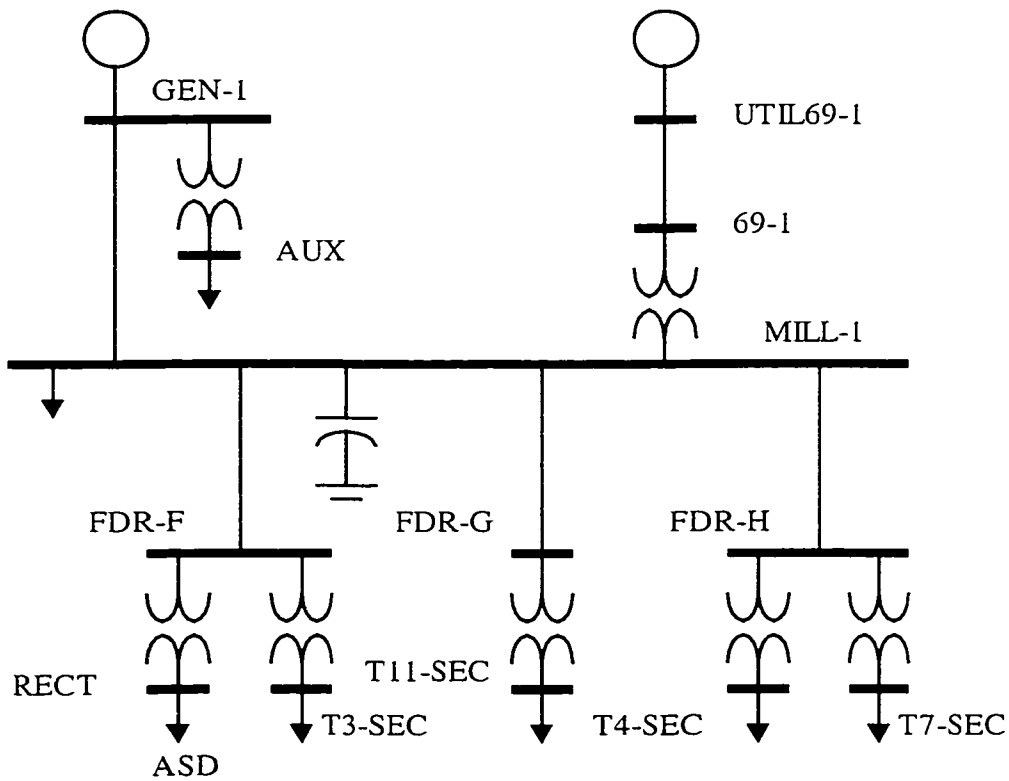 GEN-1
UTIL69-1
69-1
AUX
MILL-1
FDR-F
FDR-G
FDR-H
RECT
T11-SEC
T3-SEC
T4-SEC
T7-SEC
ASD